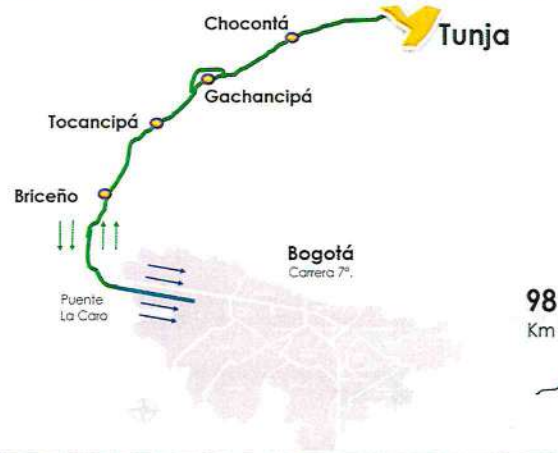 Chocontá
Tunja
Gachancipá
Tocancipá
Briceño
Bogotá
Carrera 7ª.
Puente
La Caro
98
Km